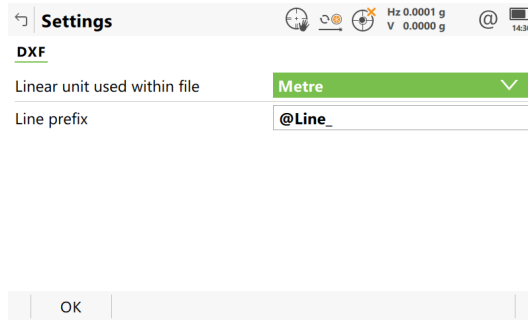 Settings
Hz 0.0001 g
V 0.0000 g
@
DXF
Linear unit used within file
Metre
Line prefix
@Line_
OK